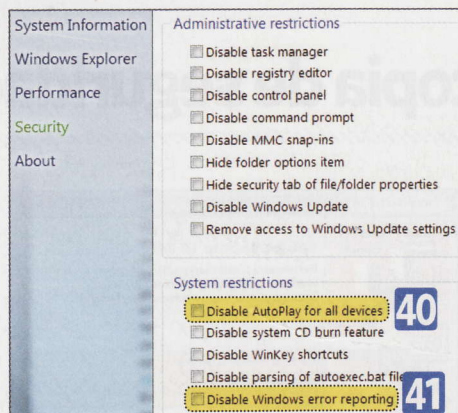 System Information
Windows Explorer
Performance
Security
About
Administrative restrictions
Disable task manager
Disable registry editor
Disable control panel
Disable command prompt
Disable MMC snap-ins
Hide folder options item
Hide security tab of file/folder properties
Disable Windows Update
Remove access to Windows Update settings
System restrictions
Disable AutoPlay for all devices
40
Disable system CD burn feature
Disable WinKey shortcuts
Disable parsing of autoexec.bat file
Disable Windows error reporting
41